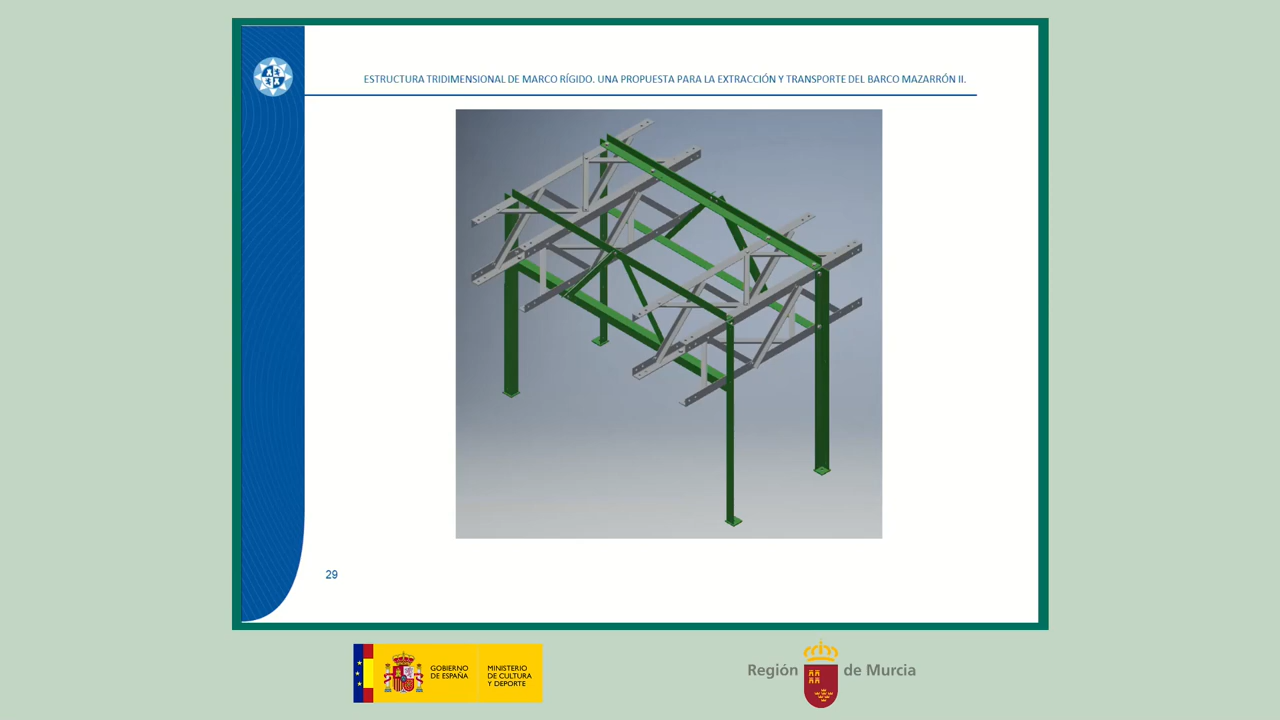 ESTRUCTURA TRIDIMENSIONAL DE MARCO RÍGIDO. UNA PROPUESTA PARA LA EXTRACCIÓN Y TRANSPORTE DEL BARCO MAZARRÓN II.
29
GOBIERNO
DE ESPAÑA
MINISTERIO
DE CULTURA
Y DEPORTE
Región de Murcia